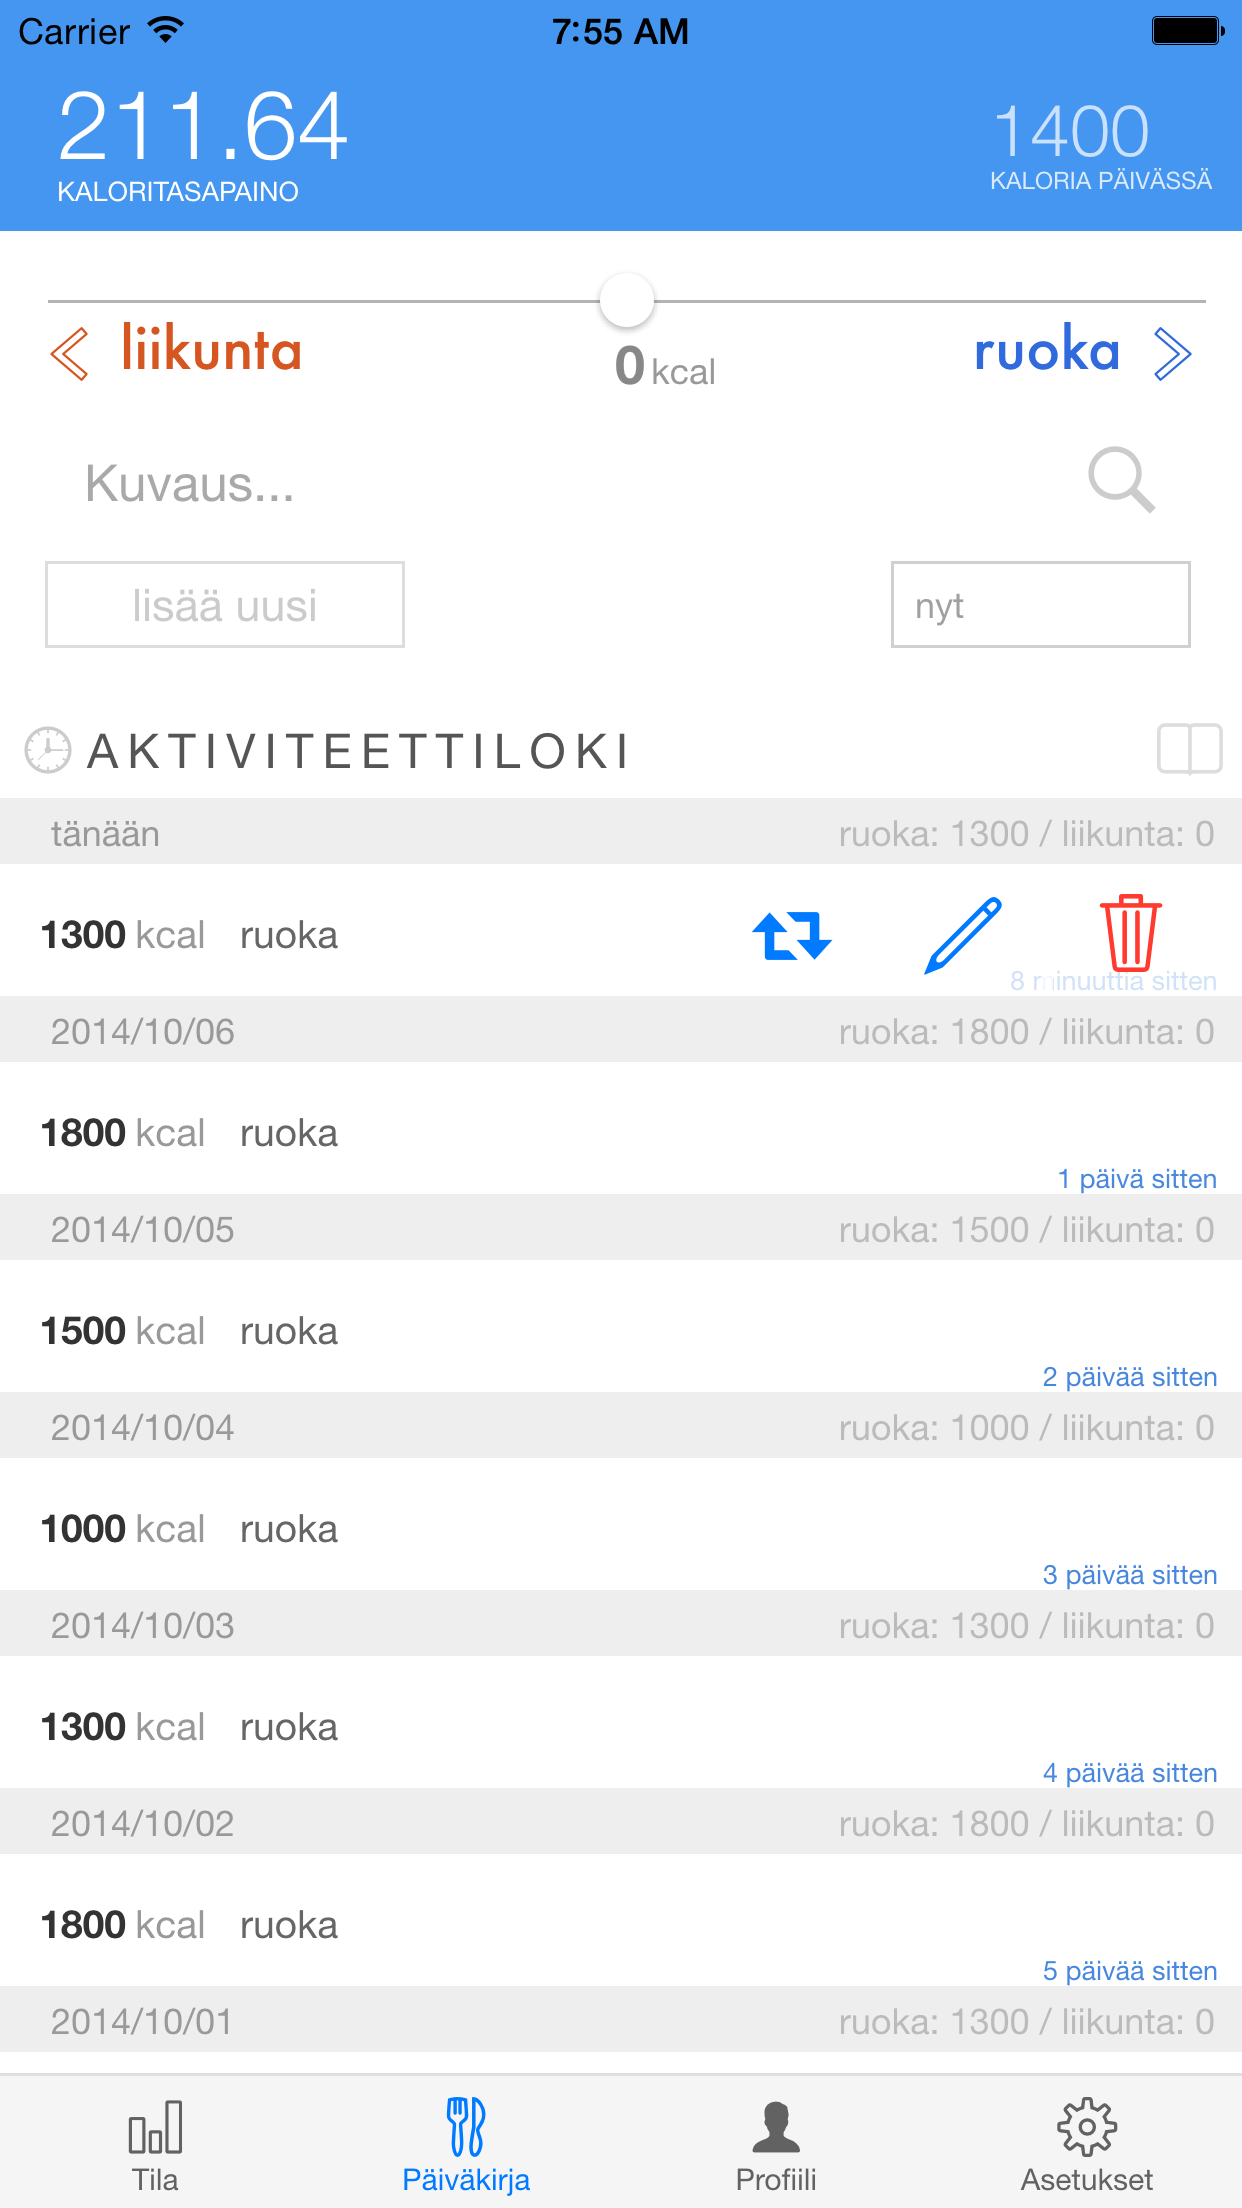 Carrier 7:55 AM
211.64
KALORITASAPAINO
1400
KALORIA PÄIVÄSSÄ
liikunta
0 kcal
ruoka
Kuvaus...
lisää uusi
nyt
AKTIVITEETTILOKI
tänään ruoka: 1300 / liikunta: 0
1300 kcal ruoka
8 minuuttia sitten
2014/10/06 ruoka: 1800 / liikunta: 0
1800 kcal ruoka
1 päivä sitten
2014/10/05 ruoka: 1500 / liikunta: 0
1500 kcal ruoka
2 päivää sitten
2014/10/04 ruoka: 1000 / liikunta: 0
1000 kcal ruoka
3 päivää sitten
2014/10/03 ruoka: 1300 / liikunta: 0
1300 kcal ruoka
4 päivää sitten
2014/10/02 ruoka: 1800 / liikunta: 0
1800 kcal ruoka
5 päivää sitten
2014/10/01 ruoka: 1300 / liikunta: 0
Tila Päiväkirja Profiili Asetukset